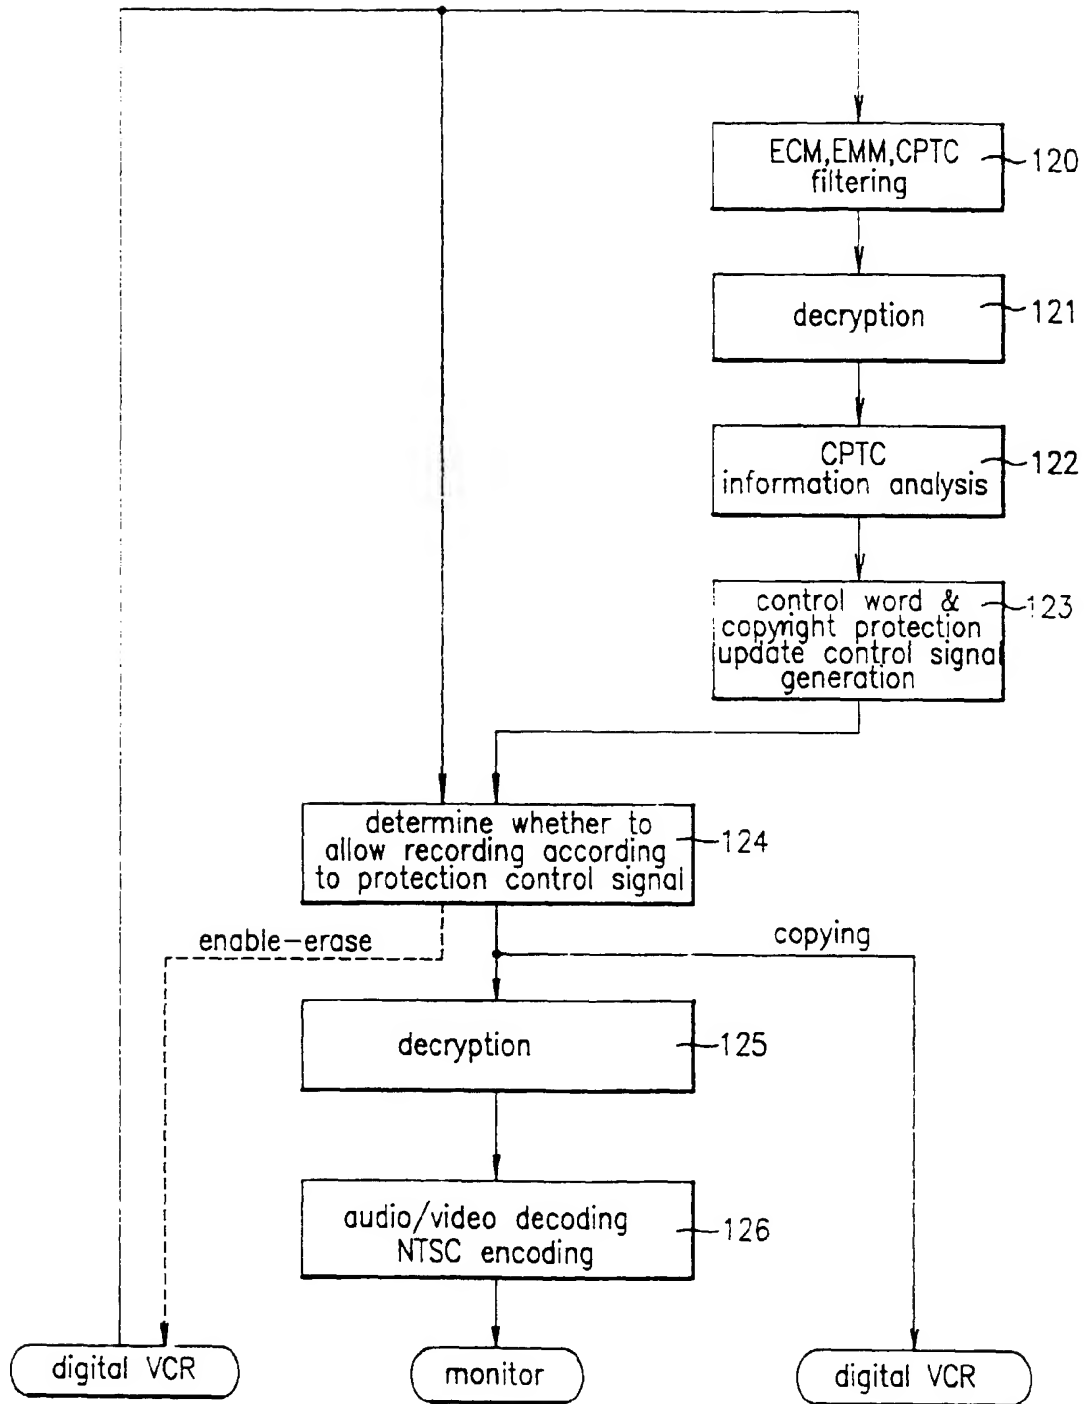 ECM,EMM,CPTC
filtering
120
decryption
121
CPTC
information analysis
122
control word &
copyright protection
update control signal
generation
123
determine whether to
allow recording according
to protection control signal
124
enable-erase
copying
decryption
125
audio/video decoding
NTSC encoding
126
digital VCR
monitor
digital VCR